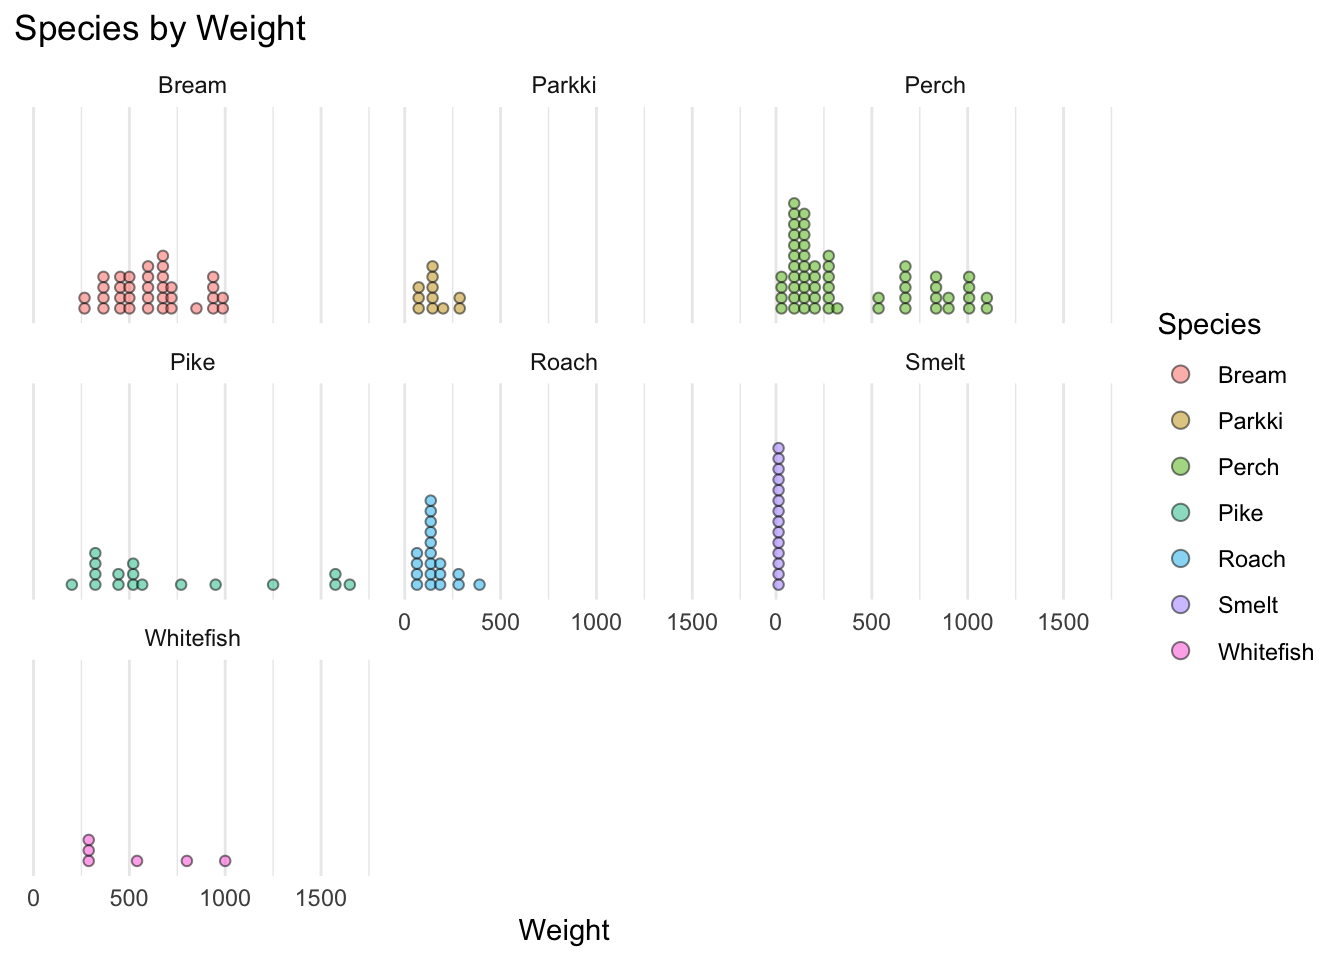 Species by Weight
Bream
Parkki
Perch
Pike
Roach
Smelt
0 500 1000 1500
0 500 1000 1500
Whitefish
0 500 1000 1500
Weight
Species
Bream
Parkki
Perch
Pike
Roach
Smelt
Whitefish